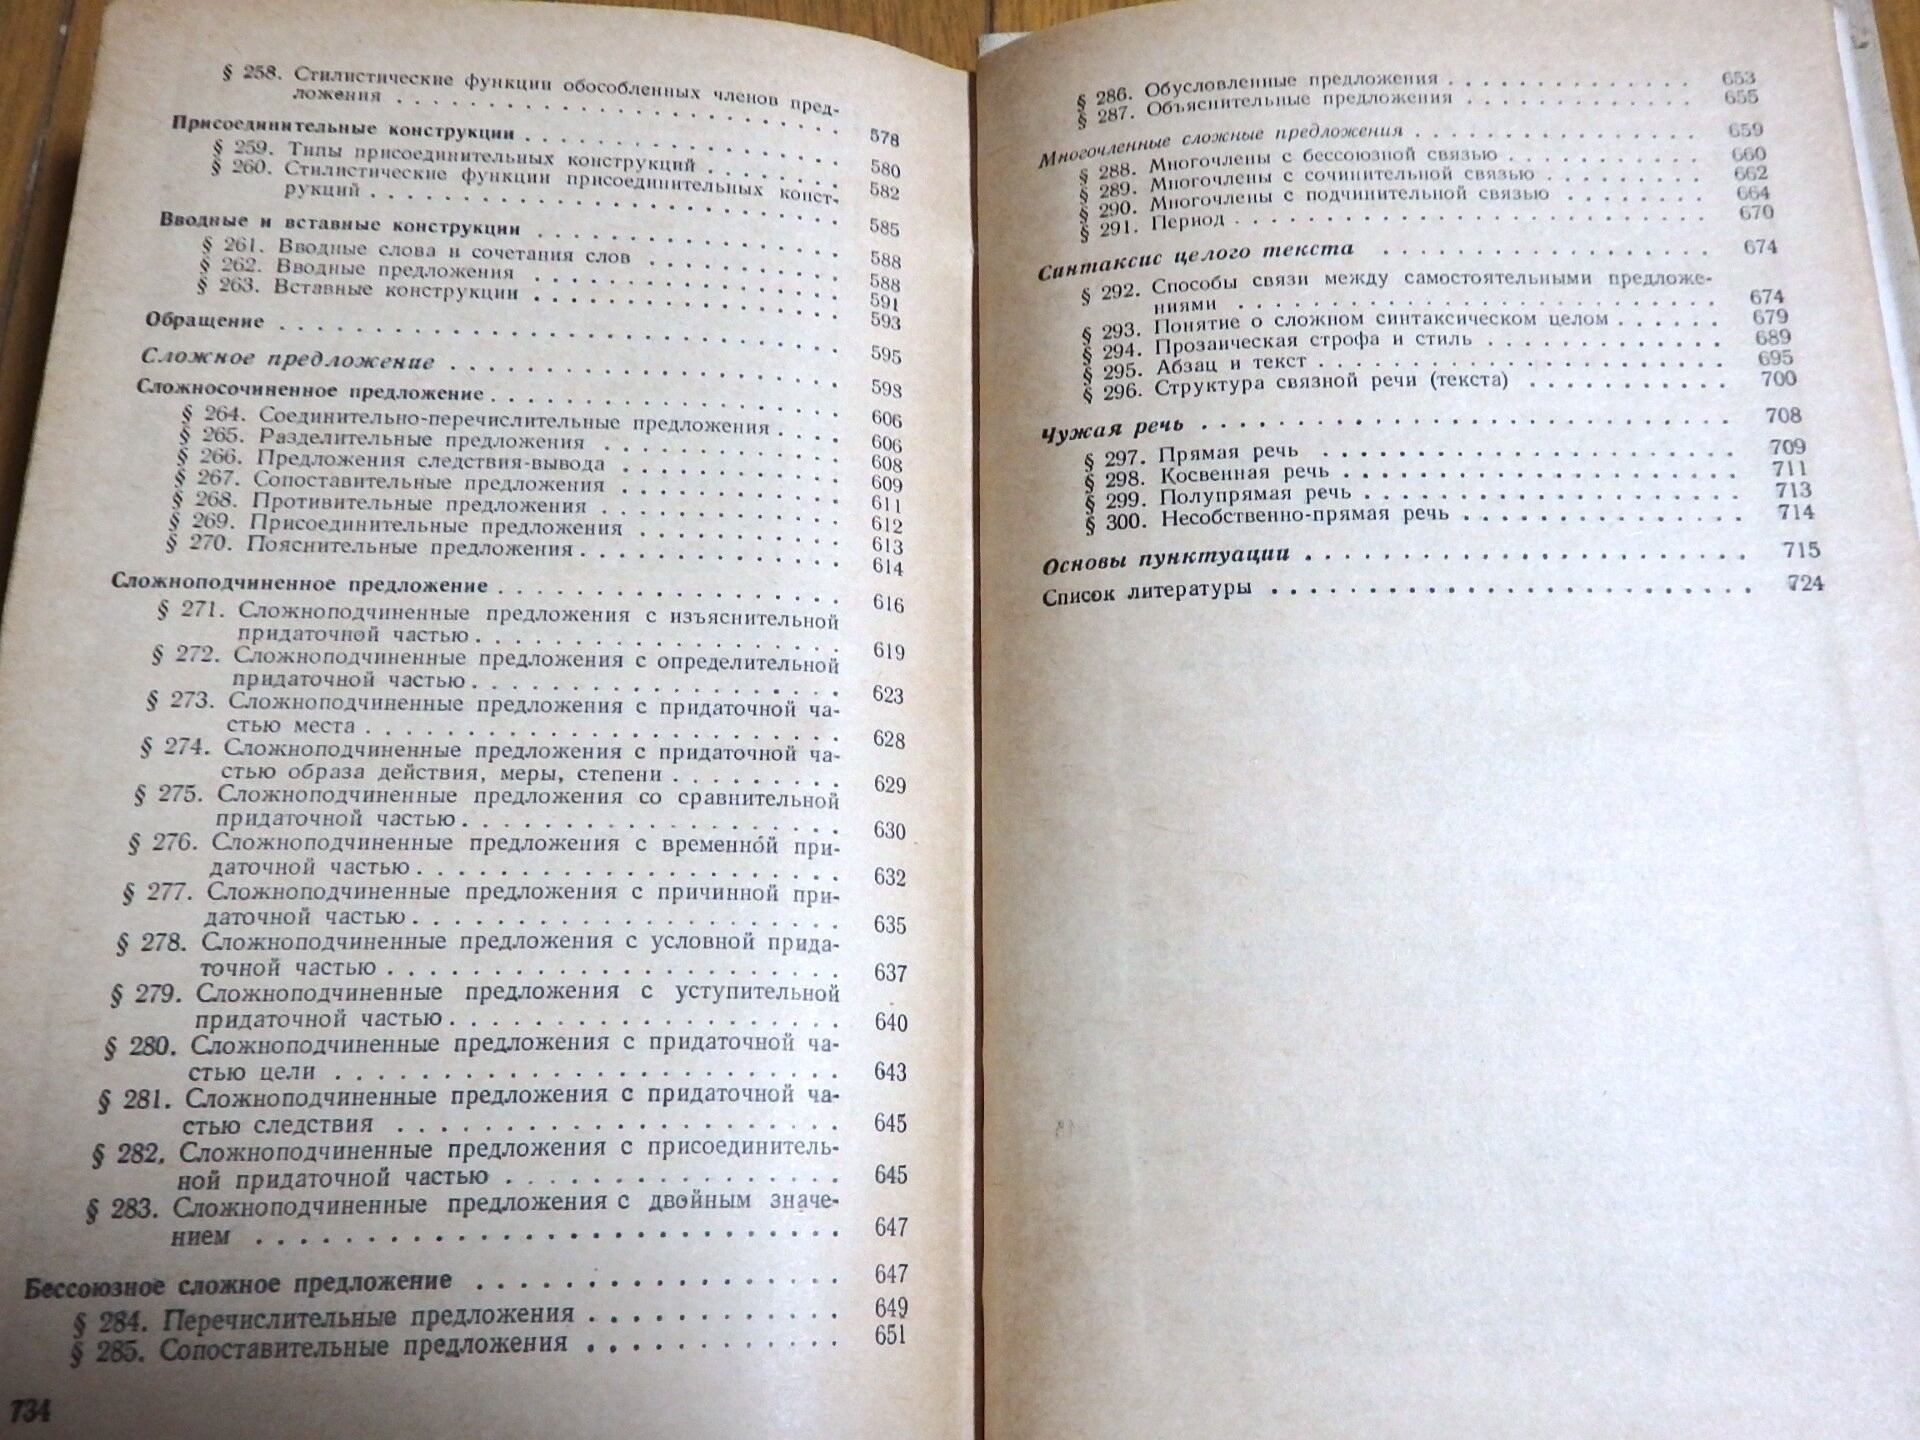 § 258. Стилистические функции обособленных членов пред-
ложения . . . . . . . . . . . . . . . . . . . . . 578
Присоединительные конструкции . . . . . . . . . . . . . . . 580
§ 259. Типы присоединительных конструкций . . . . . . . 582
§ 260. Стилистические функции присоединительных конст-
рукций . . . . . . . . . . . . . . . . . . . . . . 585
Вводные и вставные конструкции . . . . . . . . . . . . . . . 588
§ 261. Вводные слова и сочетания слов . . . . . . . . . . 588
§ 262. Вводные предложения . . . . . . . . . . . . . . . 591
§ 263. Вставные конструкции . . . . . . . . . . . . . . . 593
Обращение . . . . . . . . . . . . . . . . . . . . . . . . . . 595
Сложное предложение . . . . . . . . . . . . . . . . . . . 598
Сложносочиненное предложение . . . . . . . . . . . . . . . . . 606
§ 264. Соединительно-перечислительные предложения . . . . 606
§ 265. Разделительные предложения . . . . . . . . . . . . 608
§ 266. Предложения следствия-вывода . . . . . . . . . . . 609
§ 267. Сопоставительные предложения . . . . . . . . . . . 611
§ 268. Противительные предложения . . . . . . . . . . . . 612
§ 269. Присоединительные предложения . . . . . . . . . . 613
§ 270. Пояснительные предложения . . . . . . . . . . . . . 614
Сложноподчиненное предложение . . . . . . . . . . . . . . . . . 616
§ 271. Сложноподчиненные предложения с изъяснительной
придаточной частью . . . . . . . . . . . . . . . . . 619
§ 272. Сложноподчиненные предложения с определительной
придаточной частью . . . . . . . . . . . . . . . . . 623
§ 273. Сложноподчиненные предложения с придаточной ча-
стью места . . . . . . . . . . . . . . . . . . . . . . 628
§ 274. Сложноподчиненные предложения с придаточной ча-
стью образа действия, меры, степени . . . . . . . . 629
§ 275. Сложноподчиненные предложения со сравнительной
придаточной частью . . . . . . . . . . . . . . . . . . 630
§ 276. Сложноподчиненные предложения с временно́й при-
даточной частью . . . . . . . . . . . . . . . . . . . . 632
§ 277. Сложноподчиненные предложения с причинной при-
даточной частью . . . . . . . . . . . . . . . . . . . . 635
§ 278. Сложноподчиненные предложения с условной прида-
точной частью . . . . . . . . . . . . . . . . . . . . . 637
§ 279. Сложноподчиненные предложения с уступительной
придаточной частью . . . . . . . . . . . . . . . . . . 640
§ 280. Сложноподчиненные предложения с придаточной ча-
стью цели . . . . . . . . . . . . . . . . . . . . . . . 643
§ 281. Сложноподчиненные предложения с придаточной ча-
стью следствия . . . . . . . . . . . . . . . . . . . . 645
§ 282. Сложноподчиненные предложения с присоединитель-
ной придаточной частью . . . . . . . . . . . . . . . 645
§ 283. Сложноподчиненные предложения с двойным значе-
нием . . . . . . . . . . . . . . . . . . . . . . . . . . 647
Бессоюзное сложное предложение . . . . . . . . . . . . . . . . 647
§ 284. Перечислительные предложения . . . . . . . . . . . 649
§ 285. Сопоставительные предложения . . . . . . . . . . . 651
734
§ 286. Обусловленные предложения . . . . . . . . . . . . . 653
§ 287. Объяснительные предложения . . . . . . . . . . . . 655
Многочленные сложные предложения . . . . . . . . . . . . . . 659
§ 288. Многочлены с бессоюзной связью . . . . . . . . . . 660
§ 289. Многочлены с сочинительной связью . . . . . . . . . 662
§ 290. Многочлены с подчинительной связью . . . . . . . . 664
§ 291. Период . . . . . . . . . . . . . . . . . . . . . . . . 670
Синтаксис целого текста . . . . . . . . . . . . . . . . . 674
§ 292. Способы связи между самостоятельными предложе-
ниями . . . . . . . . . . . . . . . . . . . . . . . . . 674
§ 293. Понятие о сложном синтаксическом целом . . . . . . 679
§ 294. Прозаическая строфа и стиль . . . . . . . . . . . . 689
§ 295. Абзац и текст . . . . . . . . . . . . . . . . . . . . 695
§ 296. Структура связной речи (текста) . . . . . . . . . . 700
Чужая речь . . . . . . . . . . . . . . . . . . . . . . . . . 708
§ 297. Прямая речь . . . . . . . . . . . . . . . . . . . . 709
§ 298. Косвенная речь . . . . . . . . . . . . . . . . . . . 711
§ 299. Полупрямая речь . . . . . . . . . . . . . . . . . . 713
§ 300. Несобственно-прямая речь . . . . . . . . . . . . . . 714
Основы пунктуации . . . . . . . . . . . . . . . . . . . . . 715
Список литературы . . . . . . . . . . . . . . . . . . . . . . 724